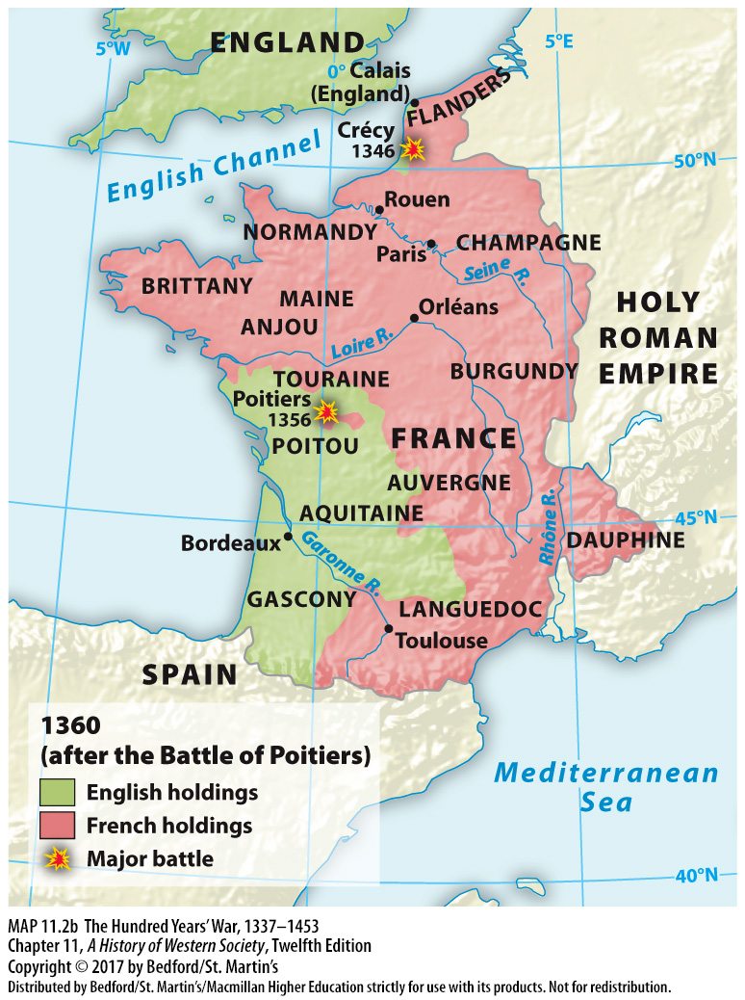 ENGLAND
5°W
5°E
0°
Calais
(England)
FLANDERS
Crécy
1346
English Channel
50°N
Rouen
NORMANDY
Paris
CHAMPAGNE
Seine R.
BRITTANY
MAINE
ANJOU
Orléans
HOLY
ROMAN
EMPIRE
Loire R.
TOURAINE
BURGUNDY
Poitiers
1356
POITOU
FRANCE
AUVERGNE
AQUITAINE
45°N
Bordeaux
Garonne R.
Rhône R.
DAUPHINE
GASCONY
LANGUEDOC
Toulouse
SPAIN
1360
(after the Battle of Poitiers)
English holdings
French holdings
Major battle
Mediterranean
Sea
40°N
MAP 11.2b The Hundred Years' War, 1337–1453
Chapter 11, A History of Western Society, Twelfth Edition
Copyright © 2017 by Bedford/St. Martin's
Distributed by Bedford/St. Martin's/Macmillan Higher Education strictly for use with its products. Not for redistribution.